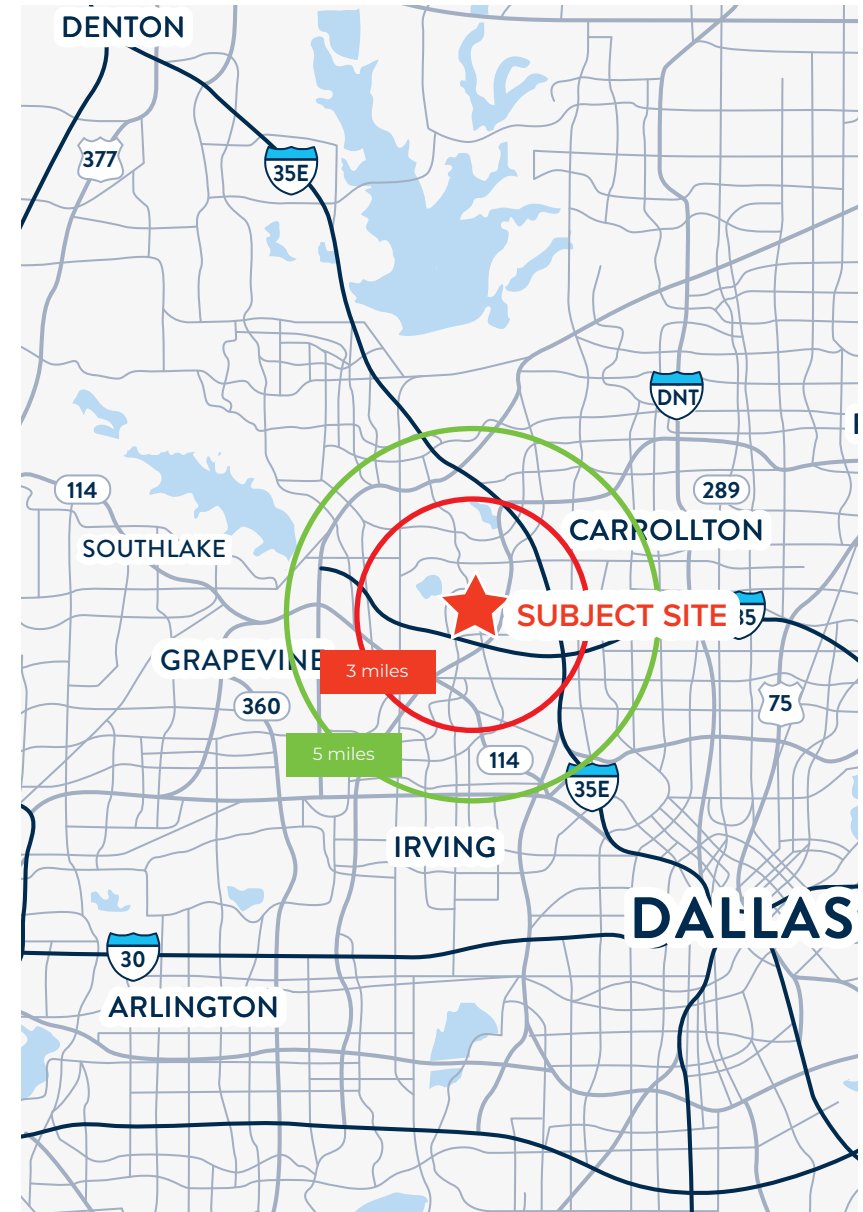 DENTON
377
35E
DNT
114
289
CARROLLTON
SOUTHLAKE
SUBJECT SITE
35
GRAPEVINE
3 miles
360
75
5 miles
114
35E
IRVING
DALLAS
30
ARLINGTON